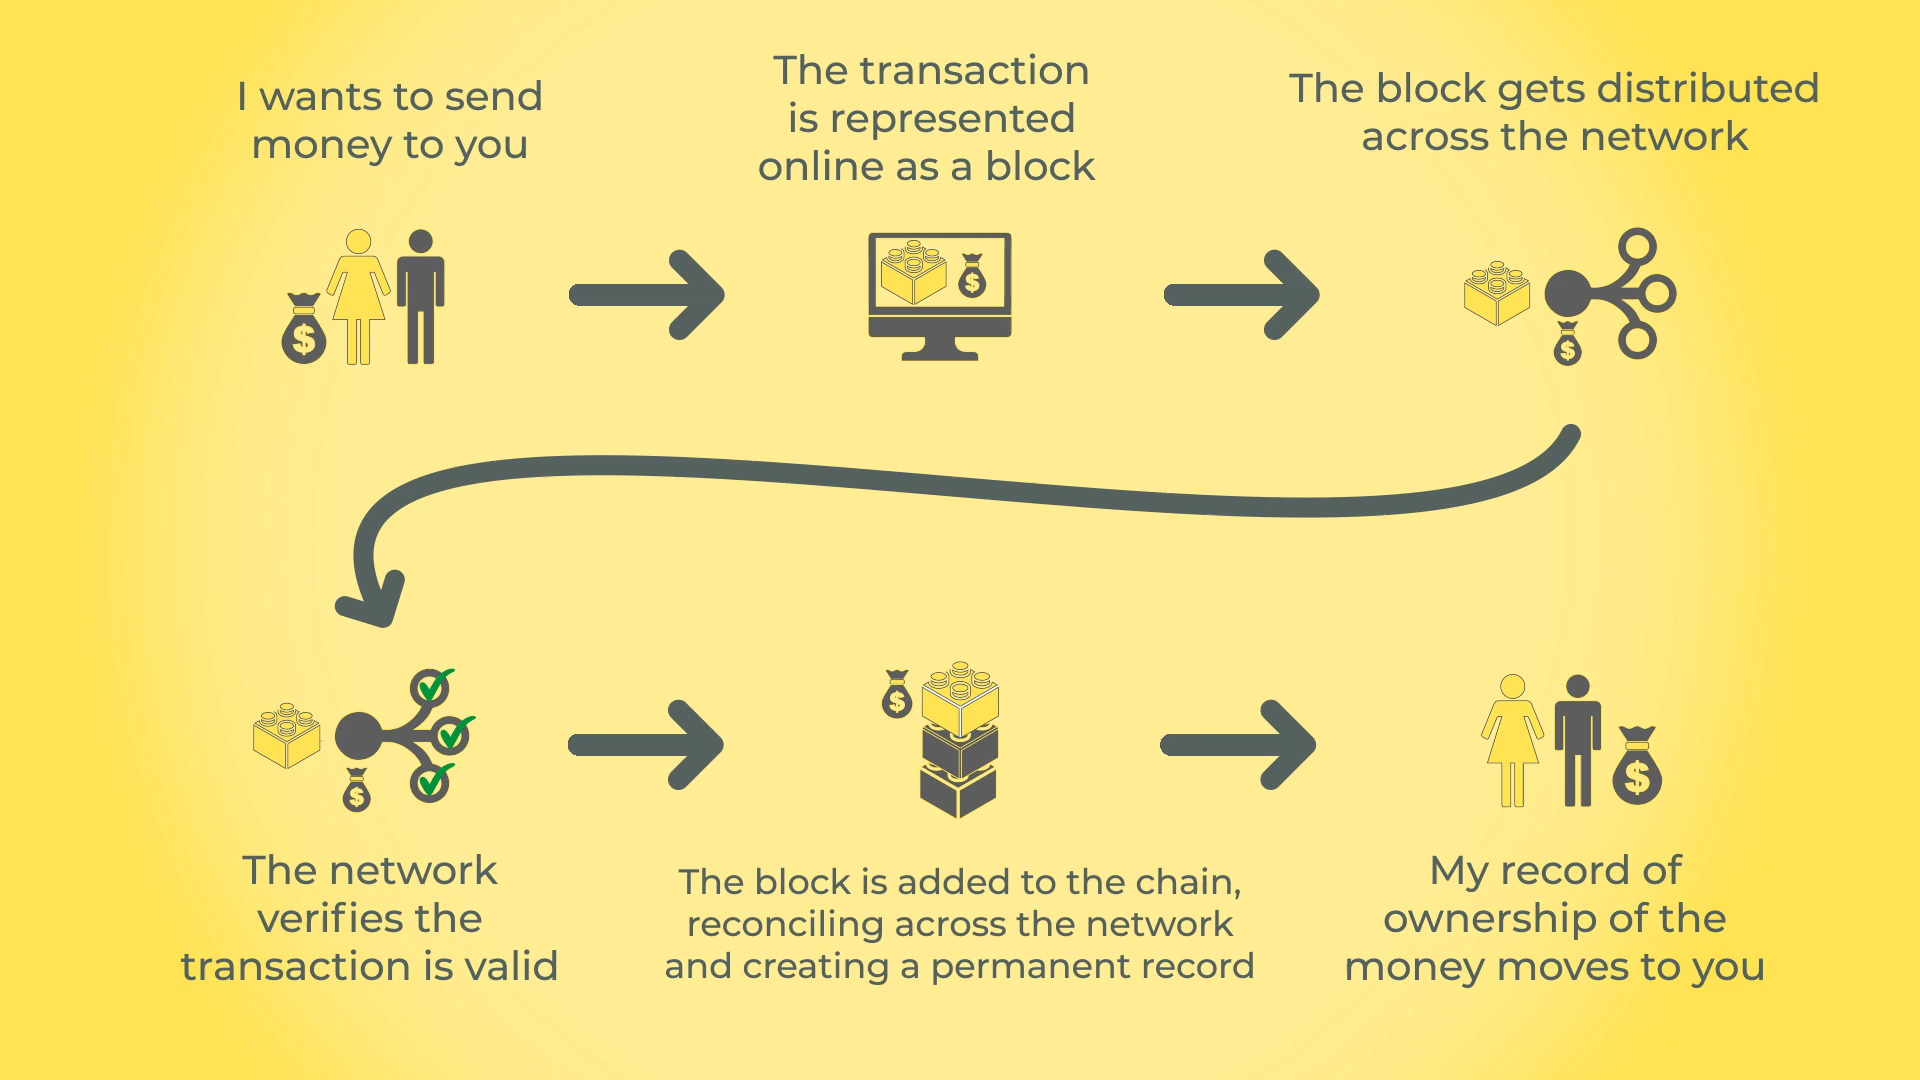 I wants to send
money to you
The transaction
is represented
online as a block
The block gets distributed
across the network
$
$
$
$
$
$
The network
verifies the
transaction is valid
The block is added to the chain,
reconciling across the network
and creating a permanent record
My record of
ownership of the
money moves to you